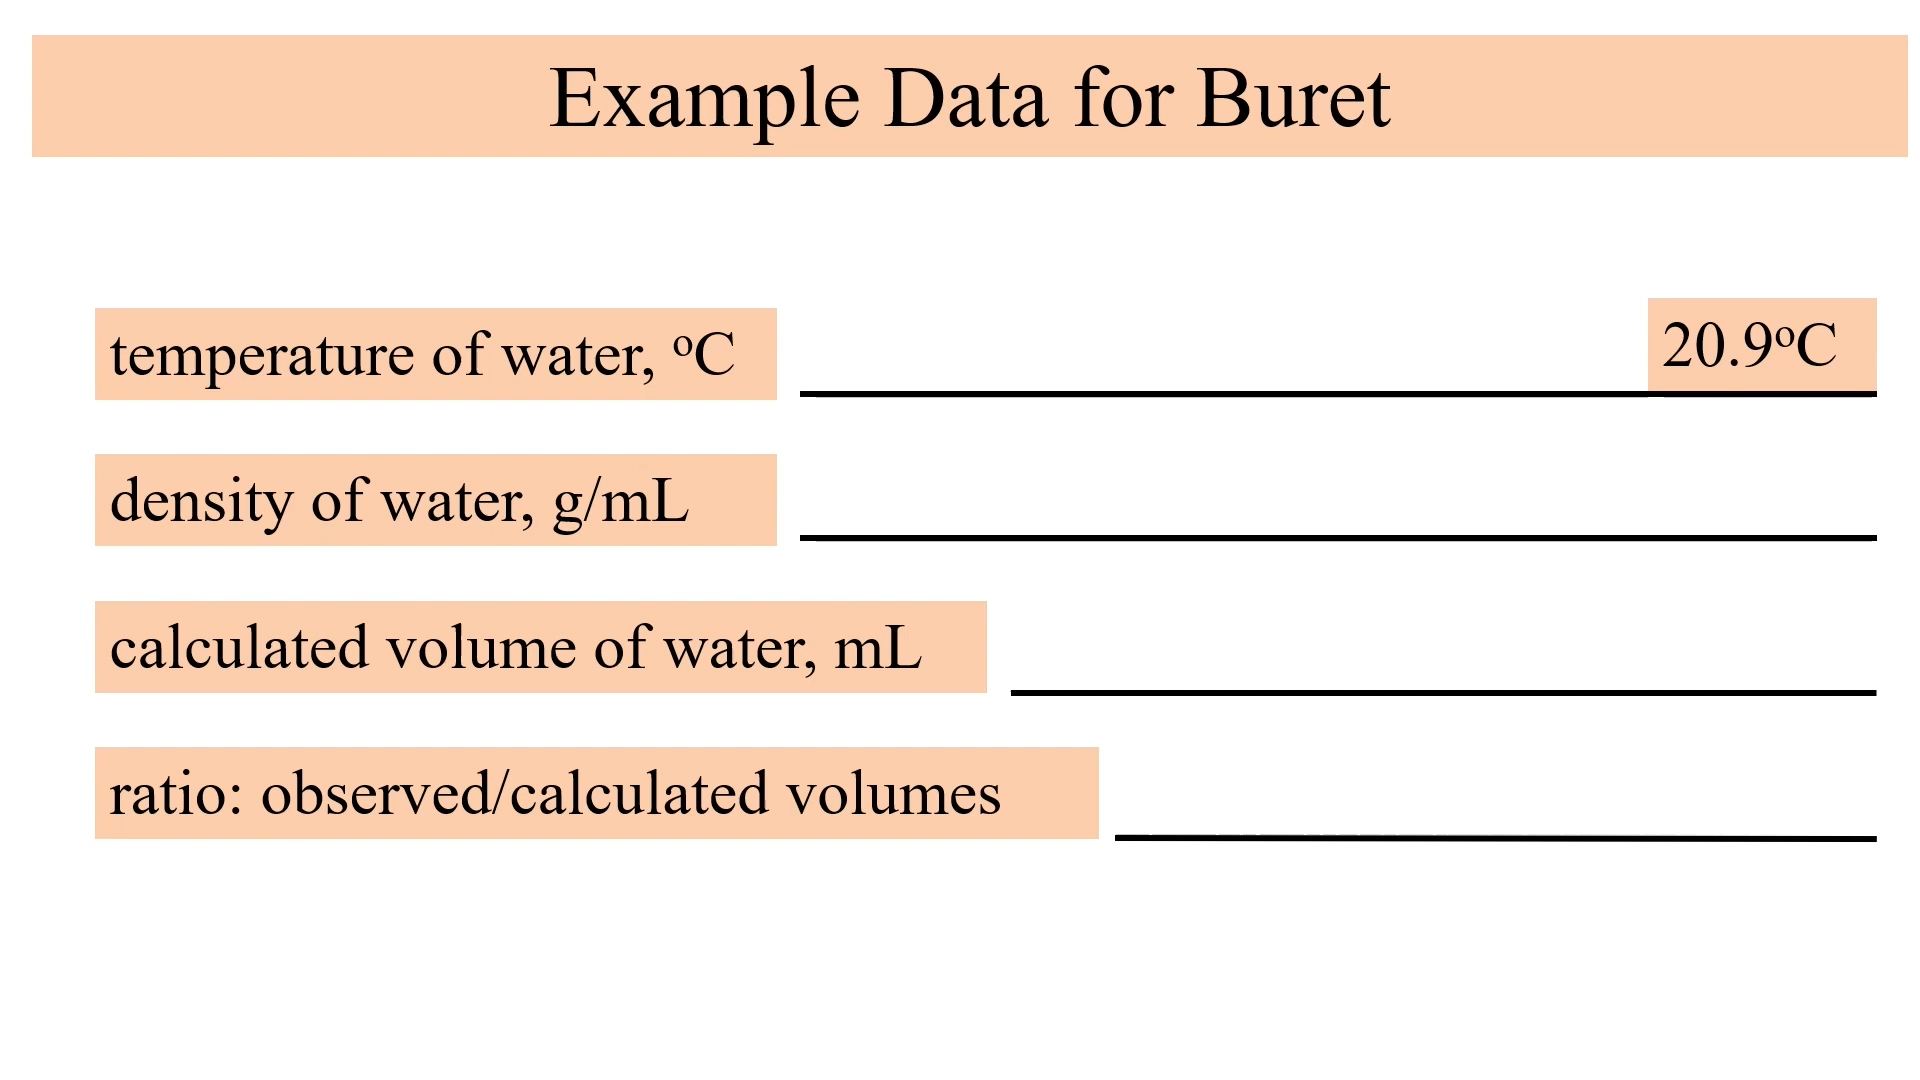 Example Data for Buret
temperature of water, ºC
20.9ºC
density of water, g/mL
calculated volume of water, mL
ratio: observed/calculated volumes